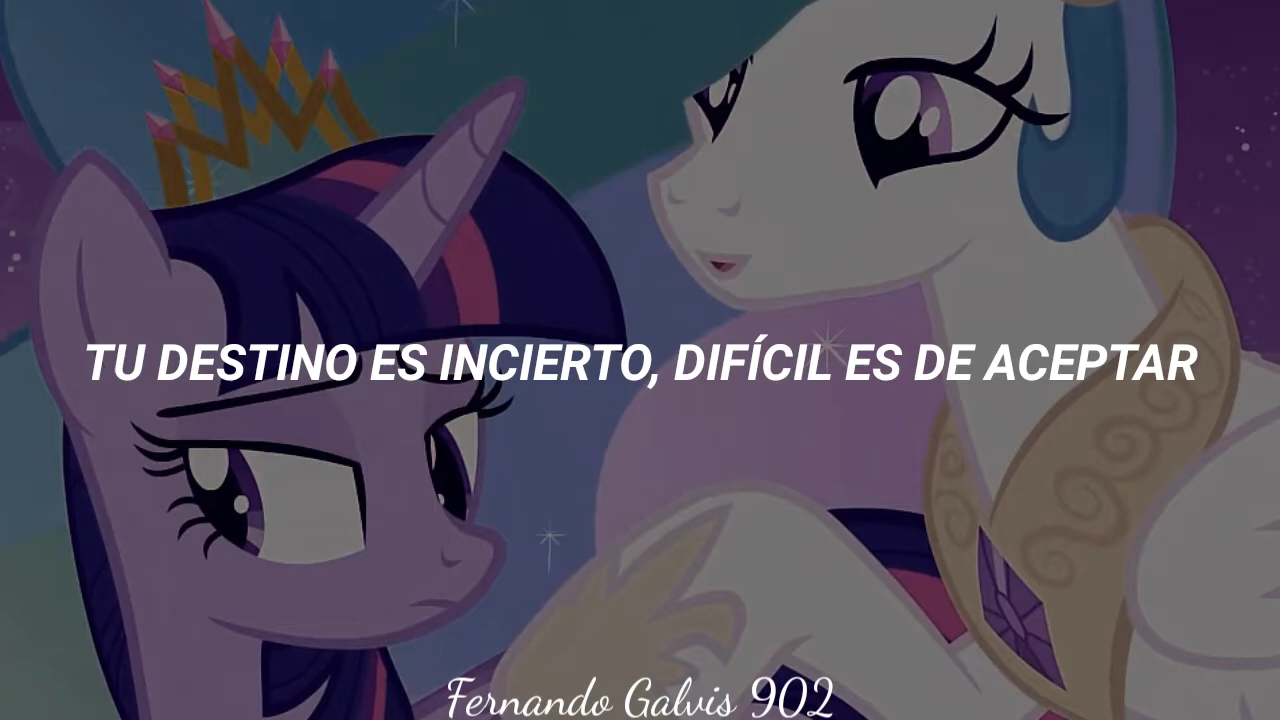 TU DESTINO ES INCIERTO, DIFÍCIL ES DE ACEPTAR
Fernando Galvis 902